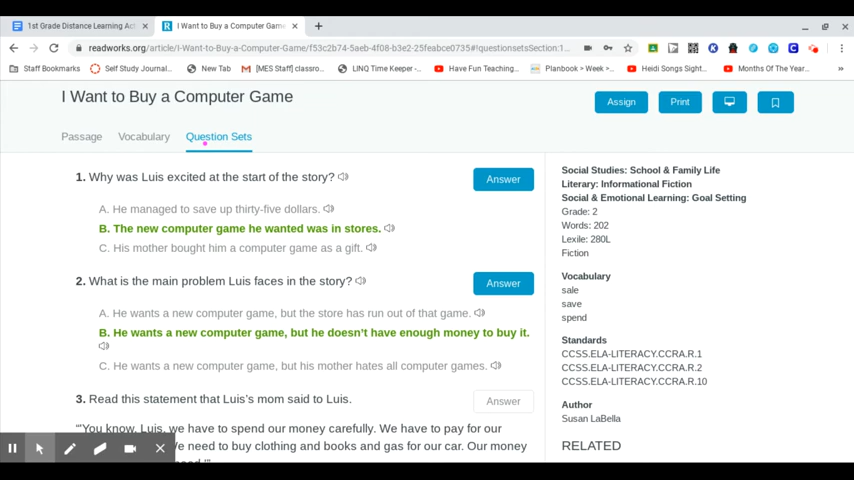 1st Grade Distance Learning Act
I Want to Buy a Computer Game
readworks.org/article/I-Want-to-Buy-a-Computer-Game/f53c2b74-5aeb-4f08-b3e2-25feabce0735#!questionsetsSection:1...
Staff Bookmarks
Self Study Journal...
New Tab
[MES Staff] classro...
LINQ Time Keeper -...
Have Fun Teaching...
Planbook > Week >...
Heidi Songs Sight...
Months Of The Year...
I Want to Buy a Computer Game
Assign
Print
Passage
Vocabulary
Question Sets
1. Why was Luis excited at the start of the story?
Answer
A. He managed to save up thirty-five dollars.
B. The new computer game he wanted was in stores.
C. His mother bought him a computer game as a gift.
2. What is the main problem Luis faces in the story?
Answer
A. He wants a new computer game, but the store has run out of that game.
B. He wants a new computer game, but he doesn't have enough money to buy it.
C. He wants a new computer game, but his mother hates all computer games.
3. Read this statement that Luis's mom said to Luis.
Answer
"'You know, Luis, we have to spend our money carefully. We have to pay for our
We need to buy clothing and books and gas for our car. Our money
Social Studies: School & Family Life
Literary: Informational Fiction
Social & Emotional Learning: Goal Setting
Grade: 2
Words: 202
Lexile: 280L
Fiction
Vocabulary
sale
save
spend
Standards
CCSS.ELA-LITERACY.CCRA.R.1
CCSS.ELA-LITERACY.CCRA.R.2
CCSS.ELA-LITERACY.CCRA.R.10
Author
Susan LaBella
RELATED